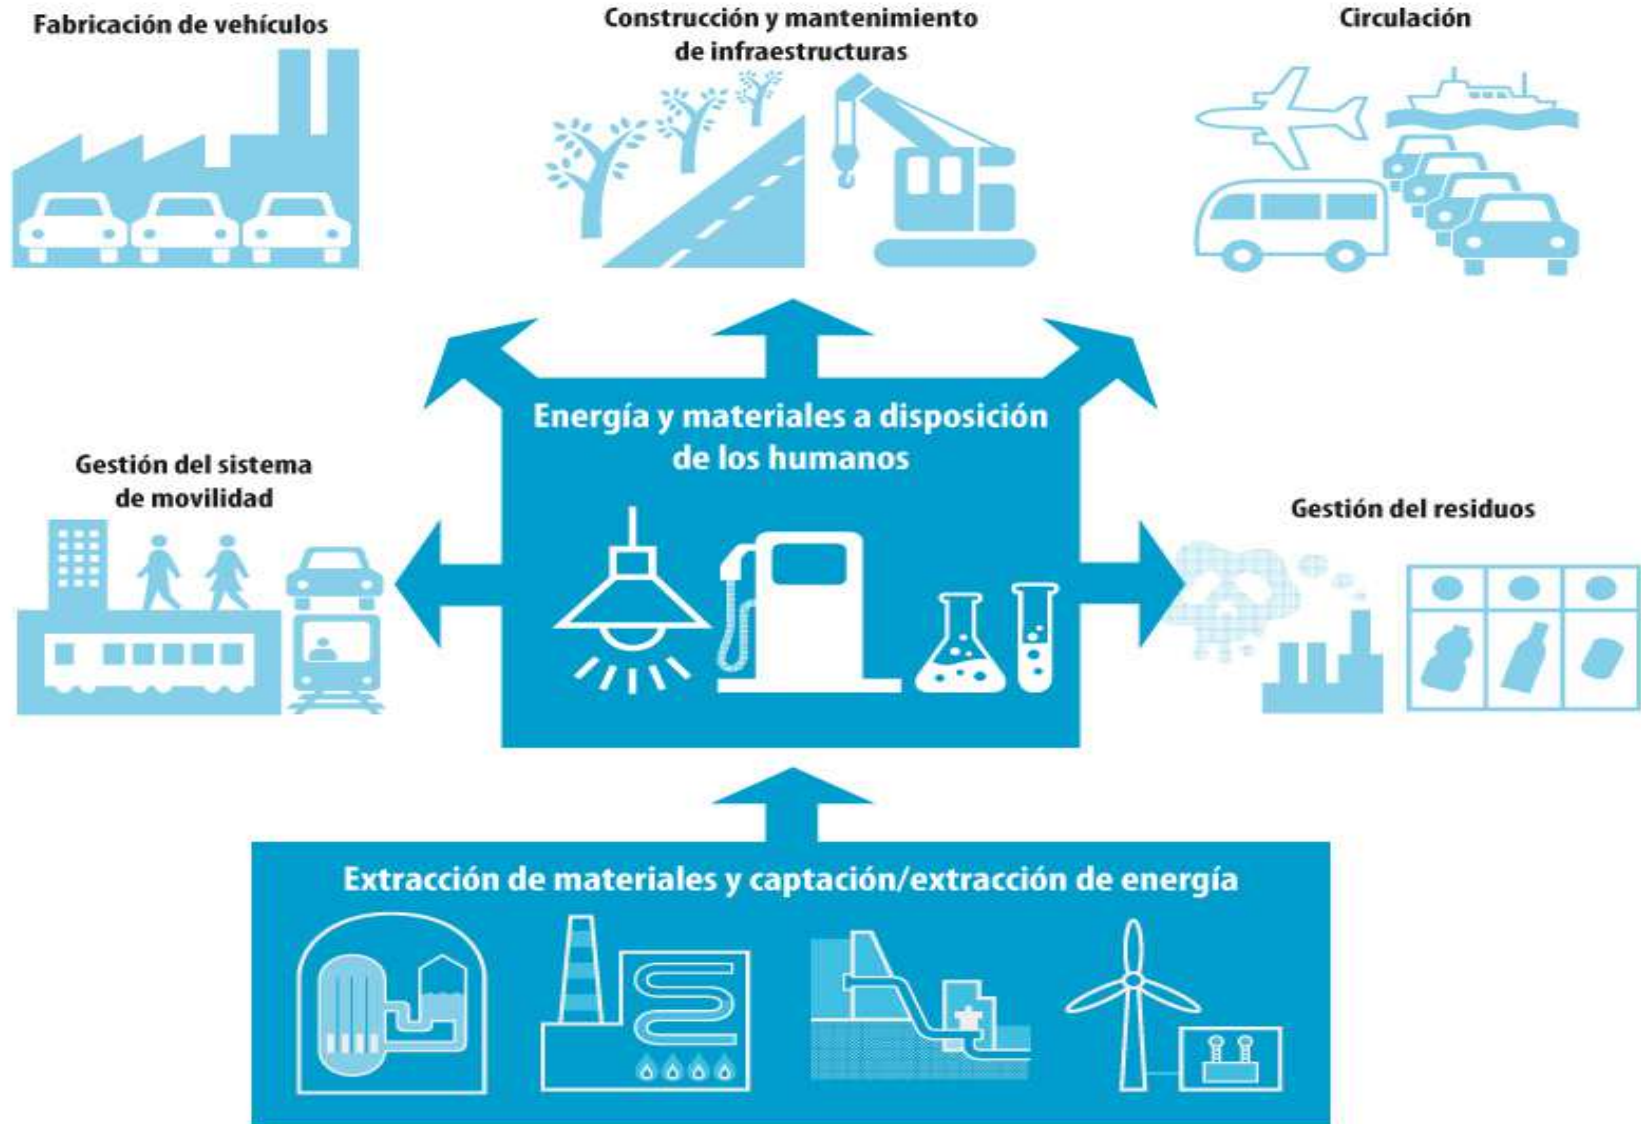 Fabricación de vehículos
Construcción y mantenimiento
de infraestructuras
Circulación
Energía y materiales a disposición
de los humanos
Gestión del sistema
de movilidad
Gestión del residuos
Extracción de materiales y captación/extracción de energía